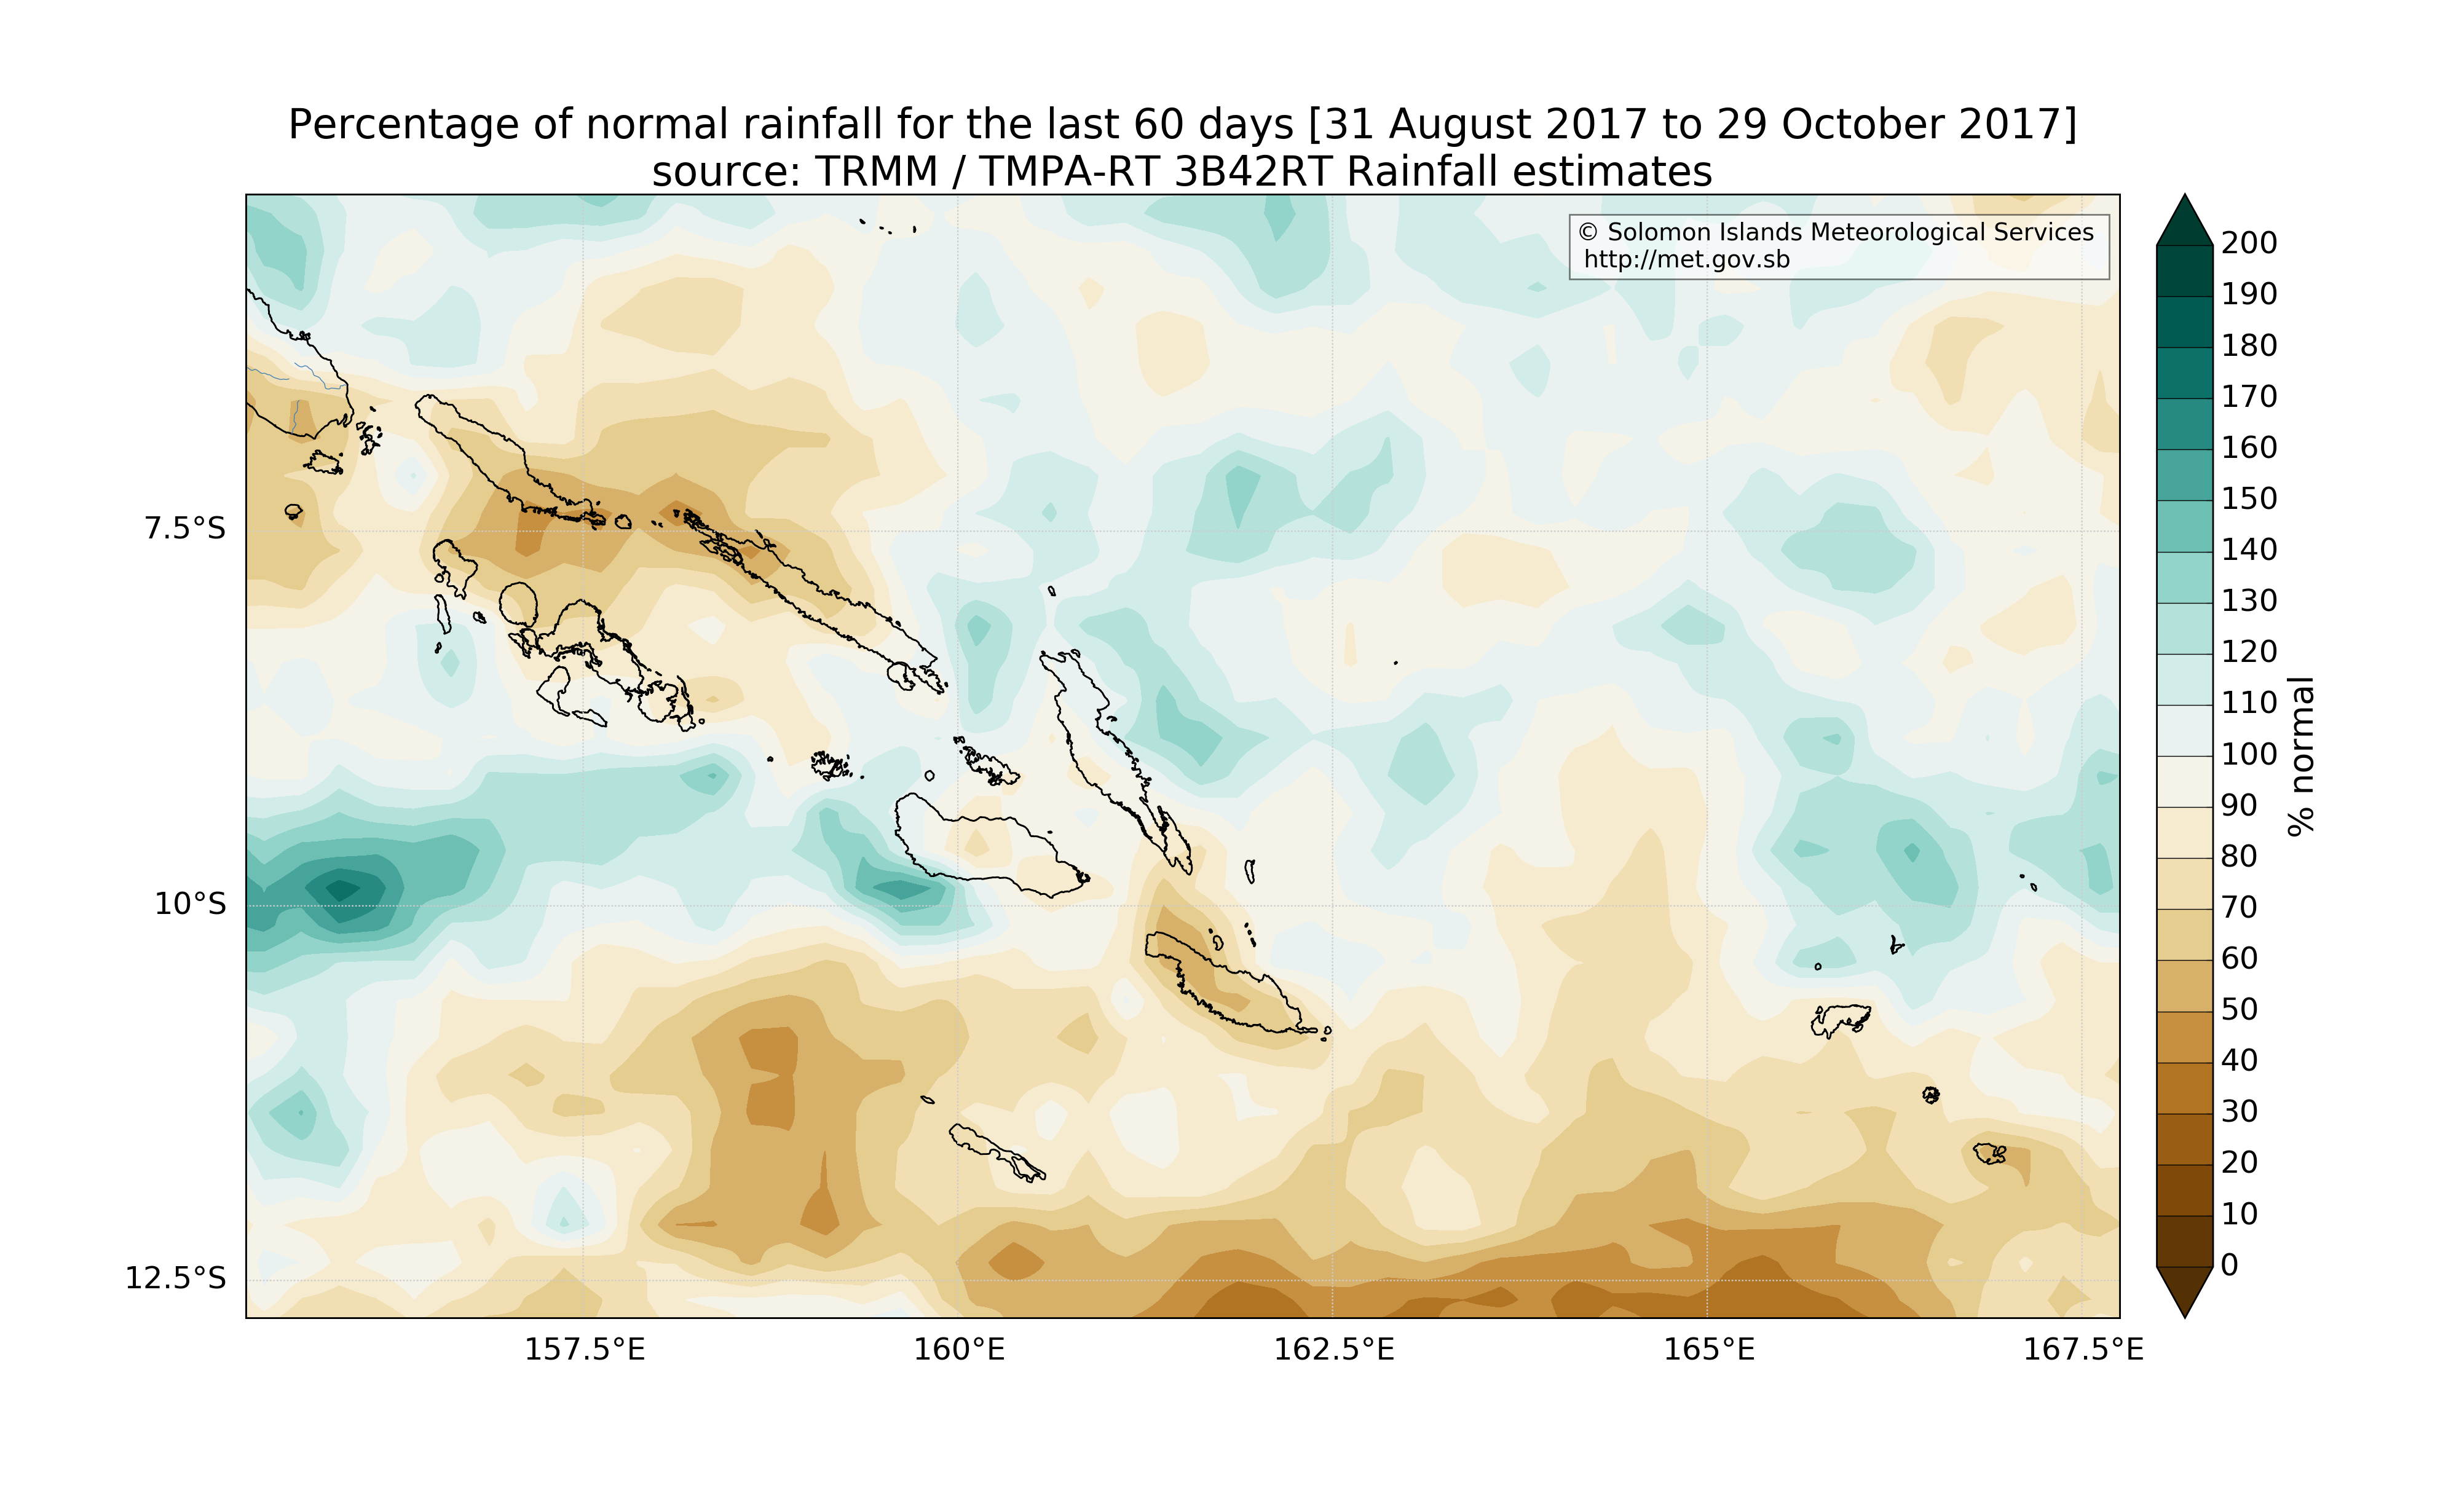 Percentage of normal rainfall for the last 60 days [31 August 2017 to 29 October 2017]
source: TRMM / TMPA-RT 3B42RT Rainfall estimates
© Solomon Islands Meteorological Services
http://met.gov.sb
7.5°S
10°S
12.5°S
157.5°E
160°E
162.5°E
165°E
167.5°E
200
190
180
170
160
150
140
130
120
110
100
90
80
70
60
50
40
30
20
10
0
% normal